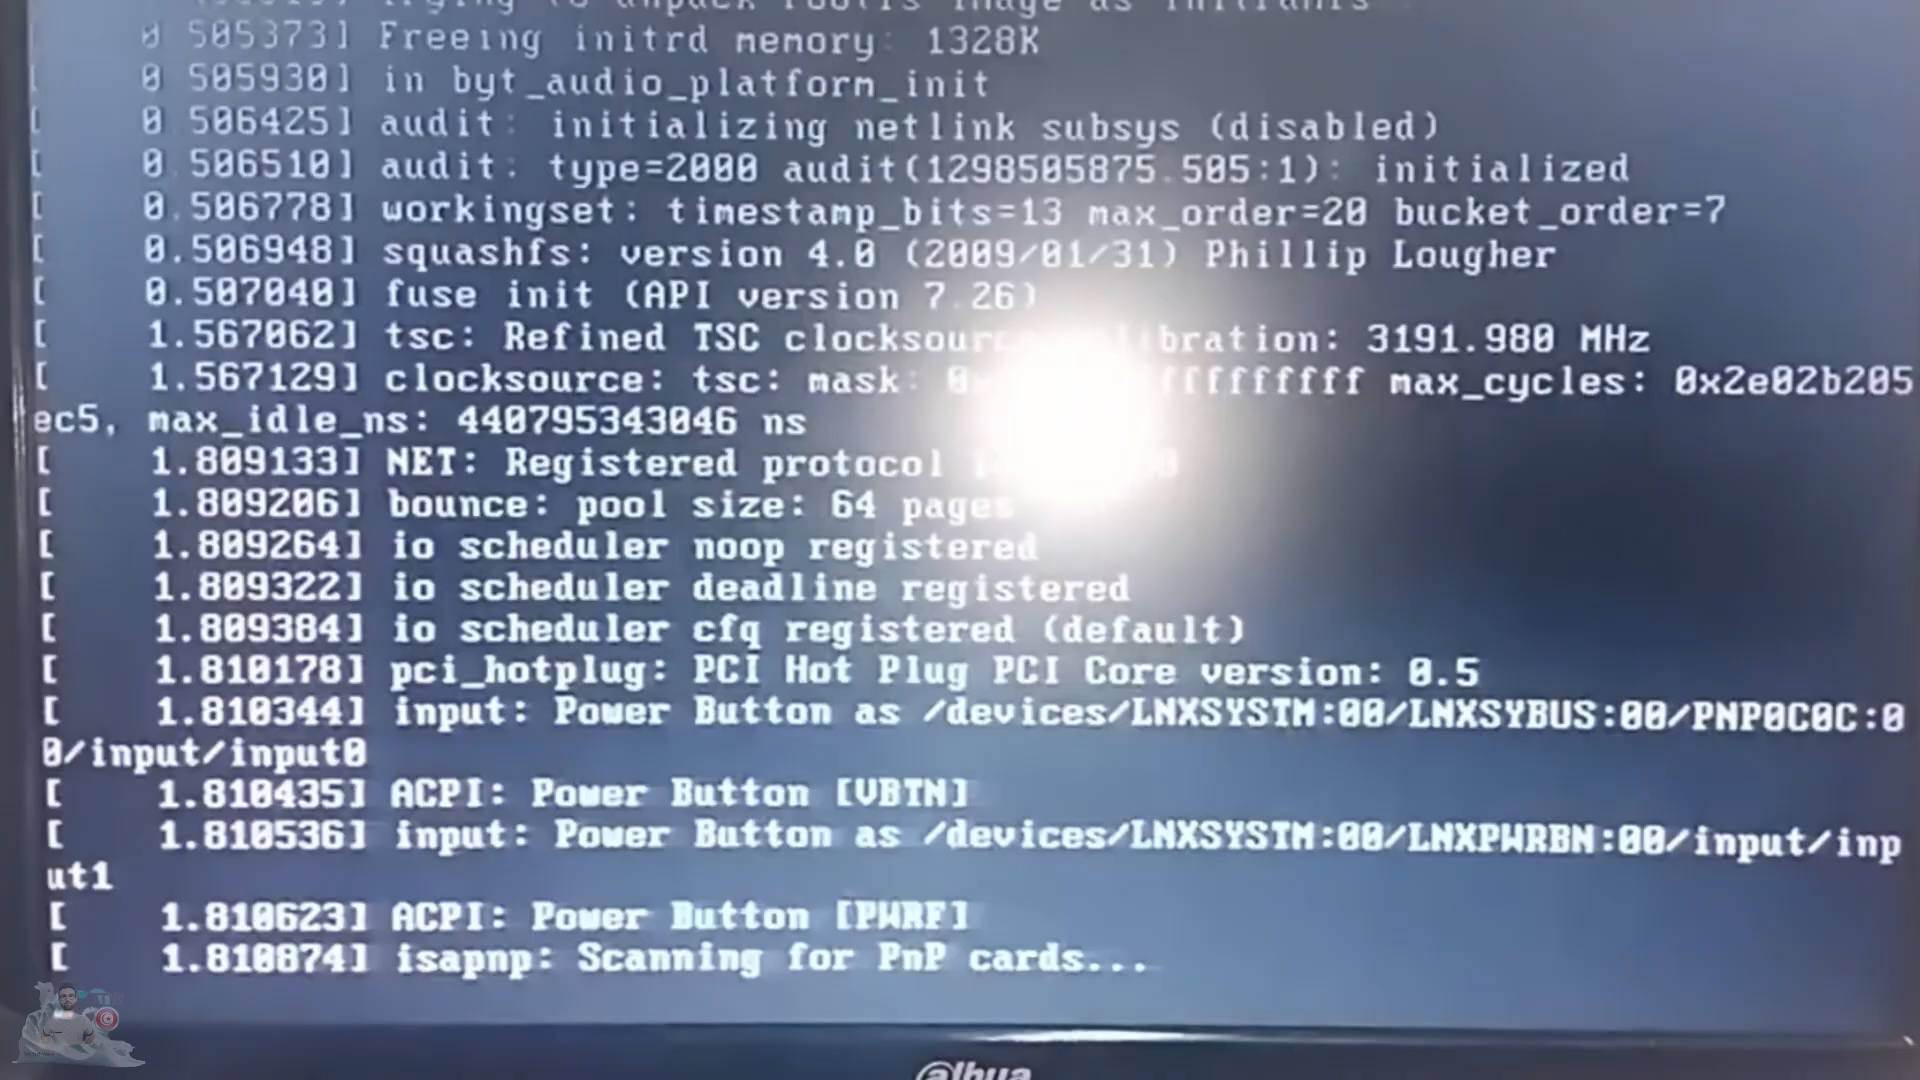 Trying to unpack rootfs image as initramfs
0 505373] Freeing initrd memory: 1328K
0 505930] in byt_audio_platform_init
[ 0 506425] audit: initializing netlink subsys (disabled)
[ 0.506510] audit: type=2000 audit(1298505875.505:1): initialized
[ 0.506778] workingset: timestamp_bits=13 max_order=20 bucket_order=7
[ 0.506948] squashfs: version 4.0 (2009/01/31) Phillip Lougher
[ 0.507040] fuse init (API version 7.26)
[ 1.567062] tsc: Refined TSC 3191.980 MHz
[ 1.567129] clocksource: tsc: mask: max_cycles: 0x2e02b205
ec5, max_idle_ns: 440795343046 ns
[ 1.809133] NET: Registered protocol
[ 1.809206] bounce: pool size: 64 pages
[ 1.809264] io scheduler noop registered
[ 1.809322] io scheduler deadline registered
[ 1.809384] io scheduler cfq registered (default)
[ 1.810178] pci_hotplug: PCI Hot Plug PCI Core version: 0.5
[ 1.810344] input: Power Button as /devices/LNXSYSTM:00/LNXSYBUS:00/PNP0C0C:0
0/input/input0
[ 1.810435] ACPI: Power Button [VBTN]
[ 1.810536] input: Power Button as /devices/LNXSYSTM:00/LNXPWRBN:00/input/inp
ut1
[ 1.810623] ACPI: Power Button [PWRF]
[ 1.810874] isapnp: Scanning for PnP cards...
alhua